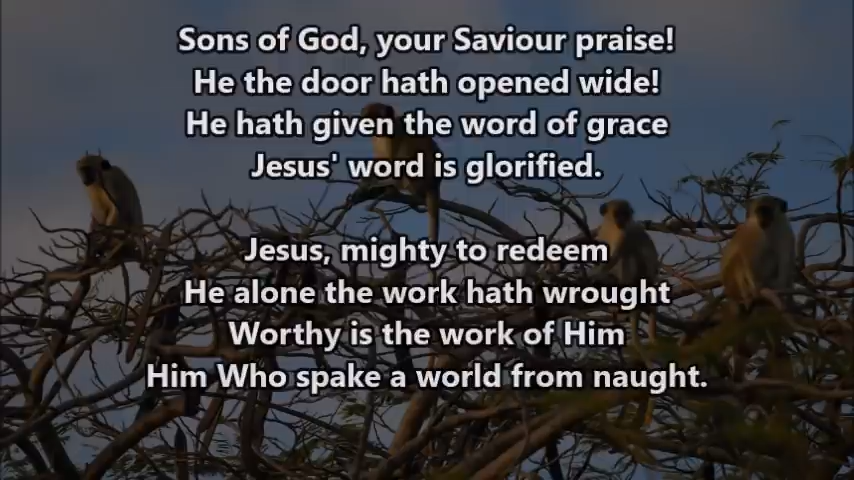 Sons of God, your Saviour praise!
He the door hath opened wide!
He hath given the word of grace
Jesus' word is glorified.
Jesus, mighty to redeem
He alone the work hath wrought
Worthy is the work of Him
Him Who spake a world from naught.